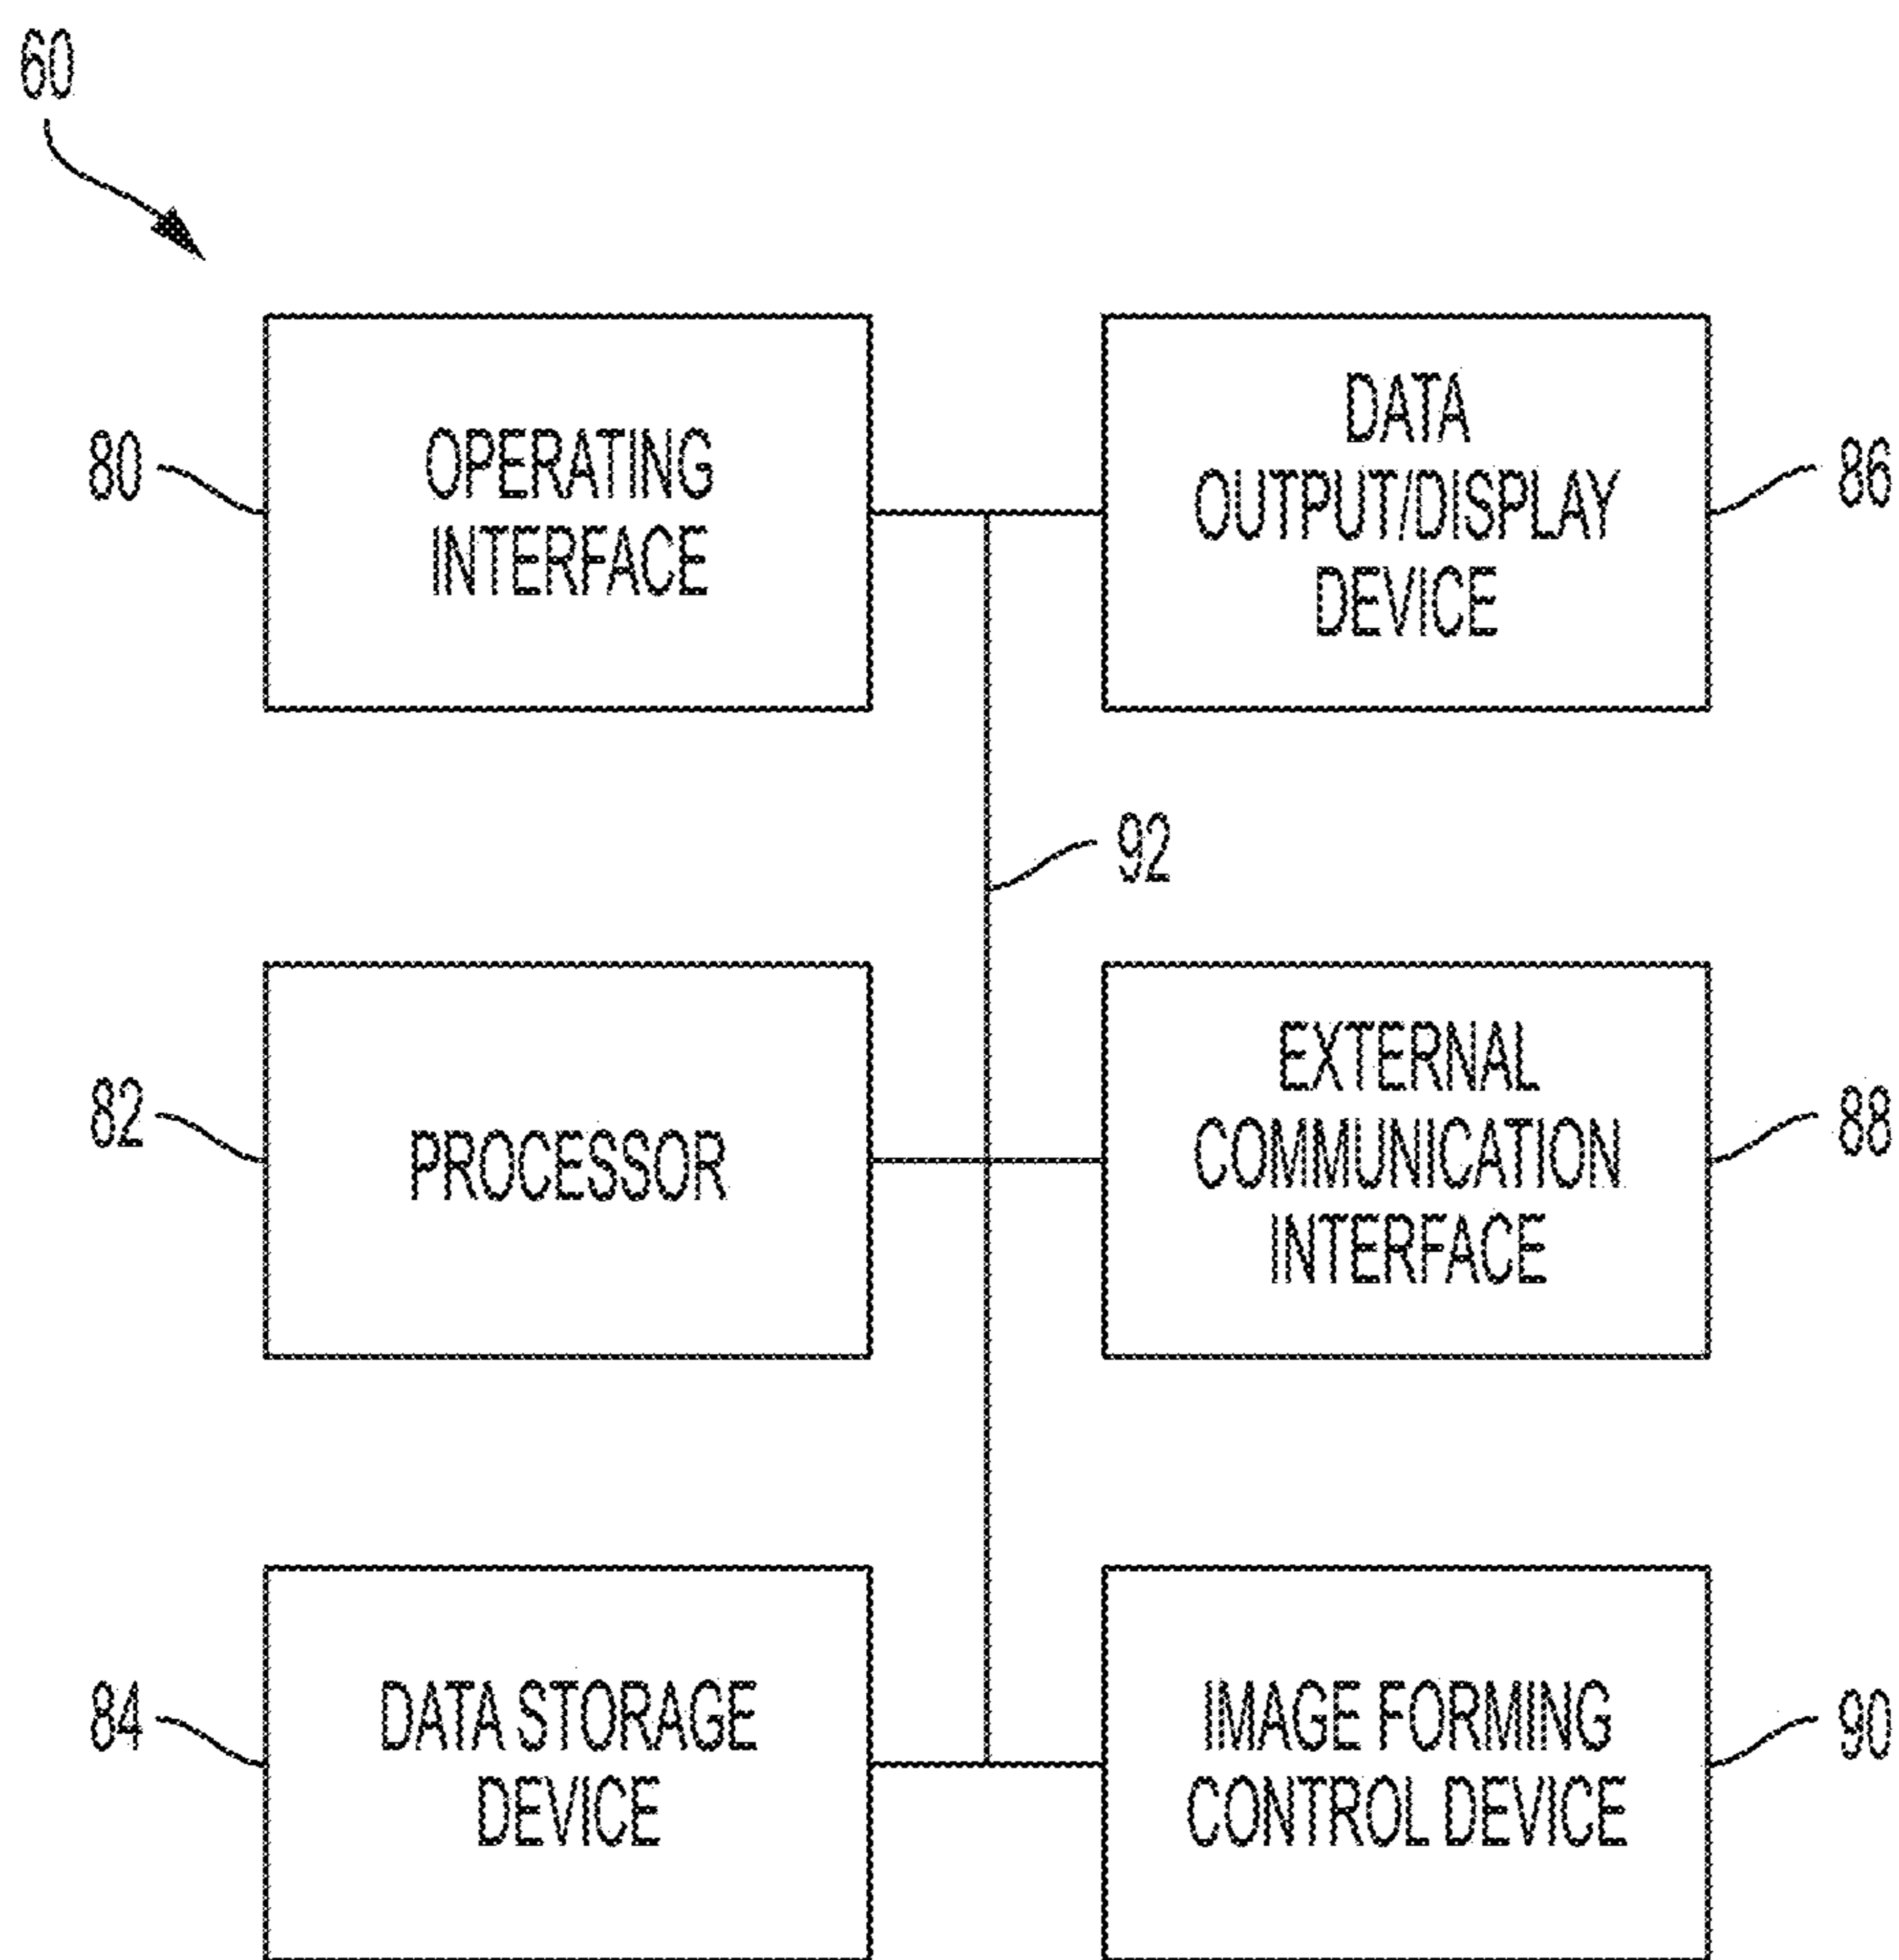 60
80
OPERATING
INTERFACE
DATA
OUTPUT/DISPLAY
DEVICE
86
92
82
PROCESSOR
EXTERNAL
COMMUNICATION
INTERFACE
88
84
DATA STORAGE
DEVICE
IMAGE FORMING
CONTROL DEVICE
90